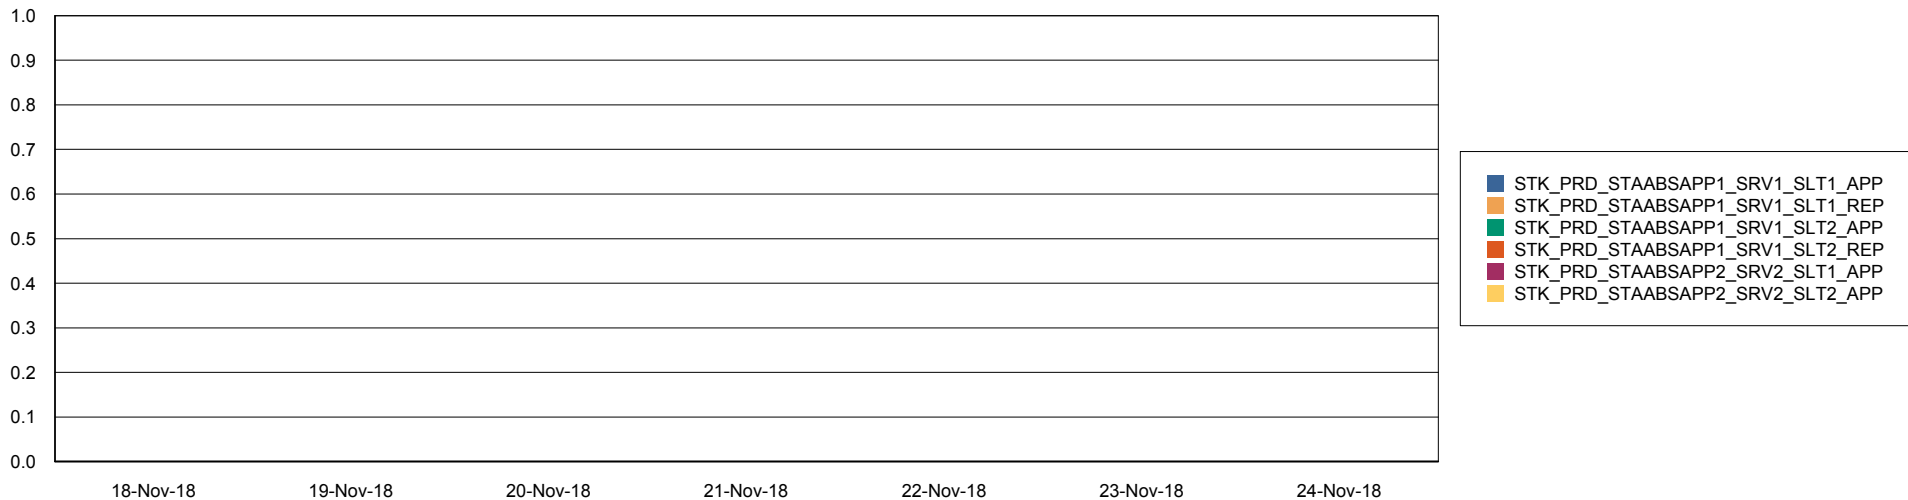 1.0
0.9
0.8
0.7
0.6
0.5
0.4
0.3
0.2
0.1
0.0
18-Nov-18
19-Nov-18
20-Nov-18
21-Nov-18
22-Nov-18
23-Nov-18
24-Nov-18
STK_PRD_STAABSAPP1_SRV1_SLT1_APP
STK_PRD_STAABSAPP1_SRV1_SLT1_REP
STK_PRD_STAABSAPP1_SRV1_SLT2_APP
STK_PRD_STAABSAPP1_SRV1_SLT2_REP
STK_PRD_STAABSAPP2_SRV2_SLT1_APP
STK_PRD_STAABSAPP2_SRV2_SLT2_APP